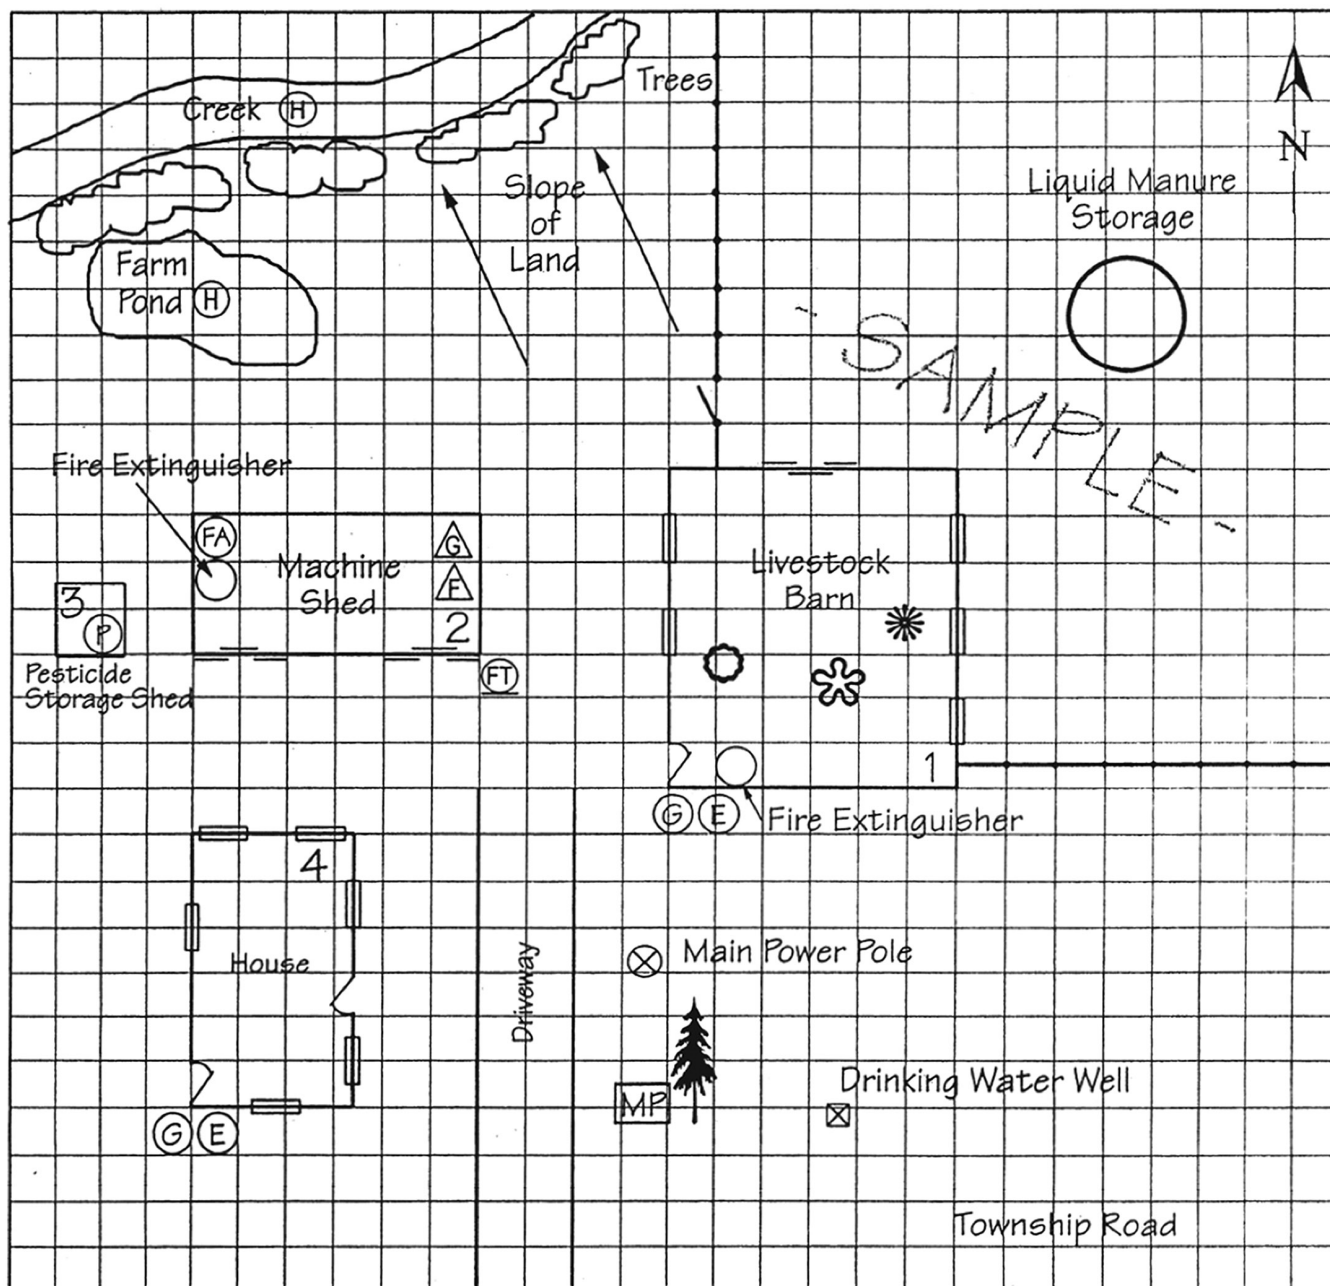 Trees
Creek H
N
Liquid Manure
Storage
Slope
of
Land
Farm
Pond H
- SAMPLE -
Fire Extinguisher
FA
G
Machine
Shed
F
2
3
P
Pesticide
Storage Shed
FT
Livestock
Barn
1
G E
Fire Extinguisher
4
House
Driveway
Main Power Pole
MP
Drinking Water Well
G E
Township Road